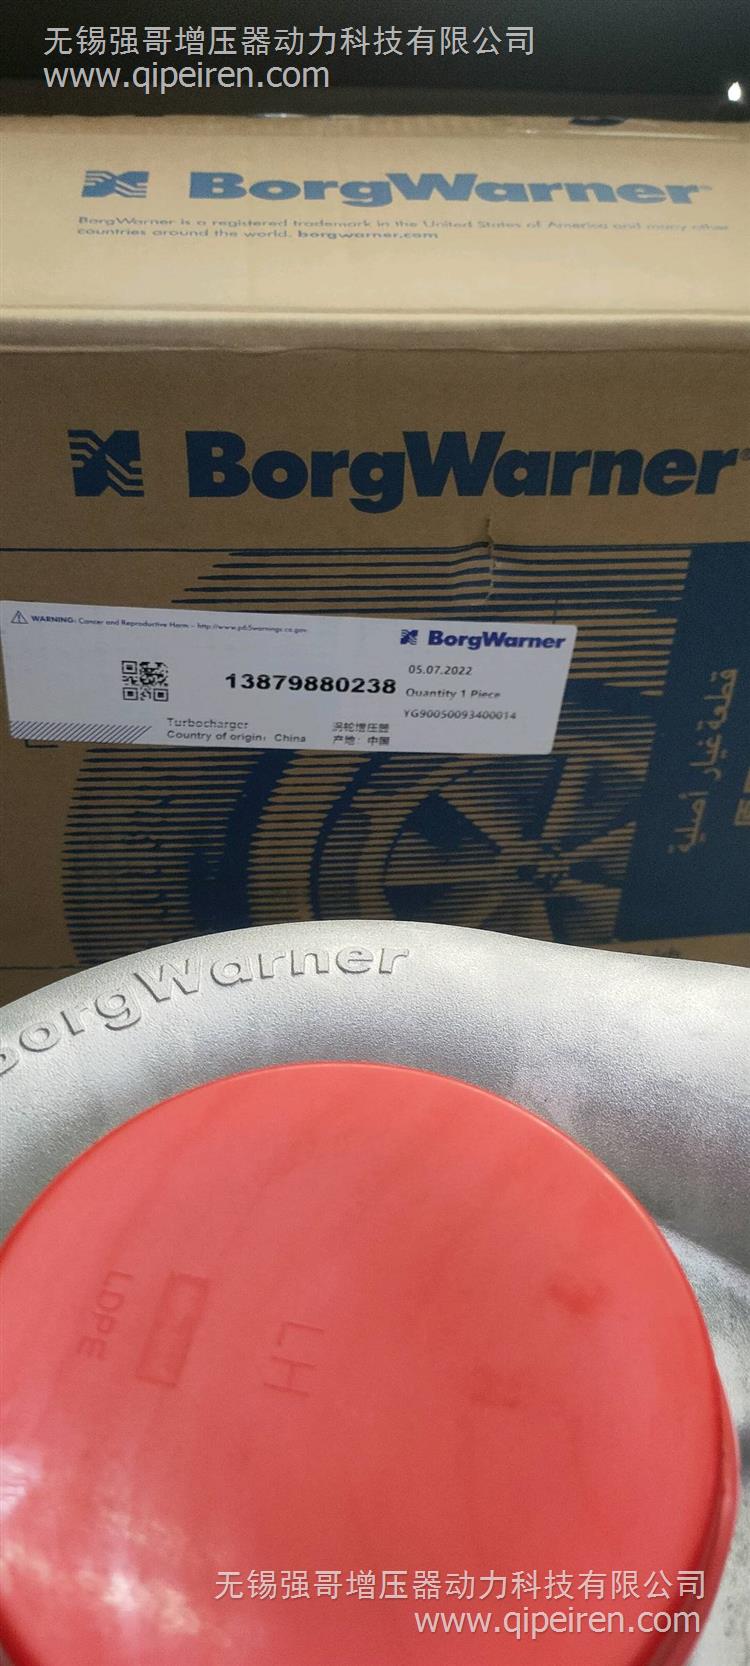 无锡强哥增压器动力科技有限公司
www.qipeiren.com
BorgWarner
BorgWarner is a registered trademark in the United States of America and many other
countries around the world. borgwarner.com
BorgWarner
WARNING: Cancer and Reproductive Harm - http://www.p65warnings.ca.gov
BorgWarner
05.07.2022
13879880238
Quantity 1 Piece
YG90050093400014
Turbocharger
涡轮增压器
Country of origin: China
产地: 中国
قطعة غيار أصلية
BorgWarner
LDPE
LH
无锡强哥增压器动力科技有限公司
www.qipeiren.com